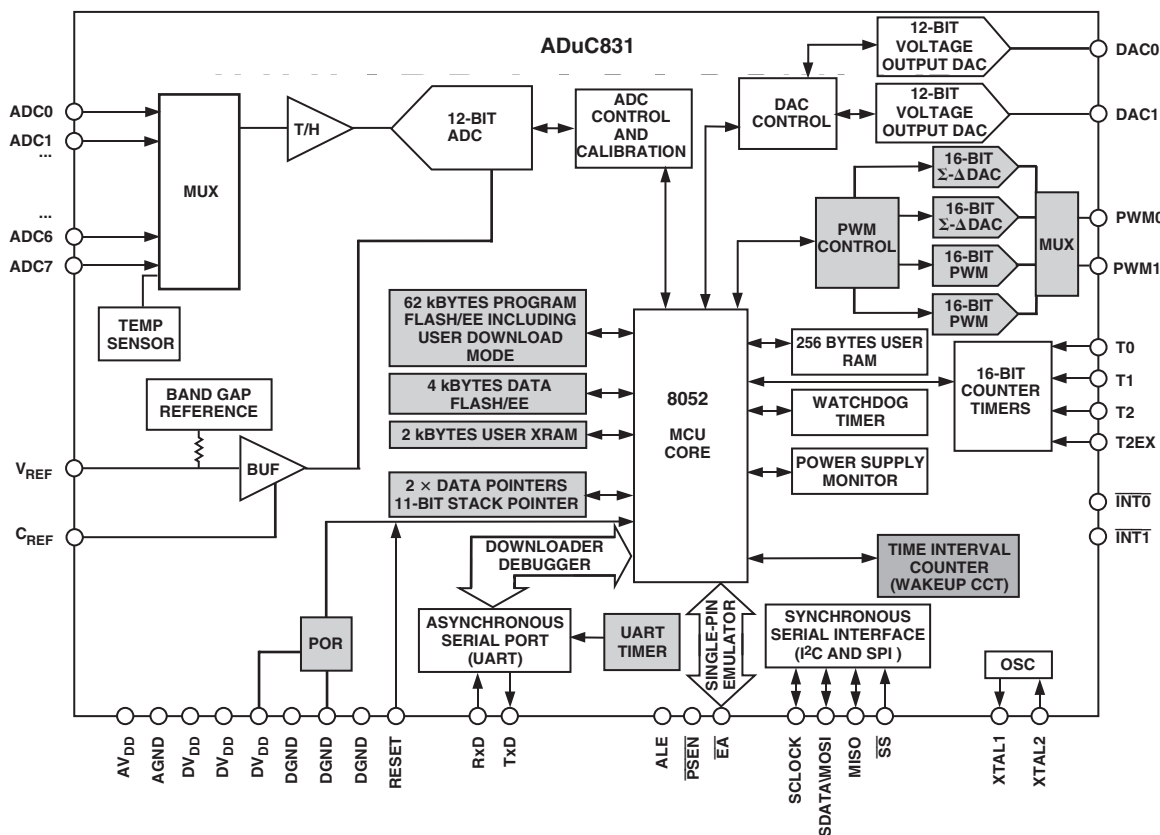 ADuC831
12-BIT
VOLTAGE
OUTPUT DAC
DAC0
12-BIT
VOLTAGE
OUTPUT DAC
DAC1
DAC
CONTROL
ADC
CONTROL
AND
CALIBRATION
12-BIT
ADC
T/H
MUX
ADC0
ADC1
...
...
ADC6
ADC7
TEMP
SENSOR
16-BIT
Σ-Δ DAC
16-BIT
Σ-Δ DAC
16-BIT
PWM
16-BIT
PWM
PWM
CONTROL
MUX
PWM0
PWM1
62 kBYTES PROGRAM
FLASH/EE INCLUDING
USER DOWNLOAD
MODE
4 kBYTES DATA
FLASH/EE
2 kBYTES USER XRAM
2 × DATA POINTERS
11-BIT STACK POINTER
8052
MCU
CORE
256 BYTES USER
RAM
WATCHDOG
TIMER
POWER SUPPLY
MONITOR
16-BIT
COUNTER
TIMERS
T0
T1
T2
T2EX
INT0
INT1
BAND GAP
REFERENCE
VREF
BUF
CREF
DOWNLOADER
DEBUGGER
TIME INTERVAL
COUNTER
(WAKEUP CCT)
POR
ASYNCHRONOUS
SERIAL PORT
(UART)
UART
TIMER
SINGLE-PIN
EMULATOR
SYNCHRONOUS
SERIAL INTERFACE
(I2C AND SPI )
OSC
AVDD
AGND
DVDD
DVDD
DVDD
DGND
DGND
DGND
RESET
RxD
TxD
ALE
PSEN
EA
SCLOCK
SDATA\MOSI
MISO
SS
XTAL1
XTAL2